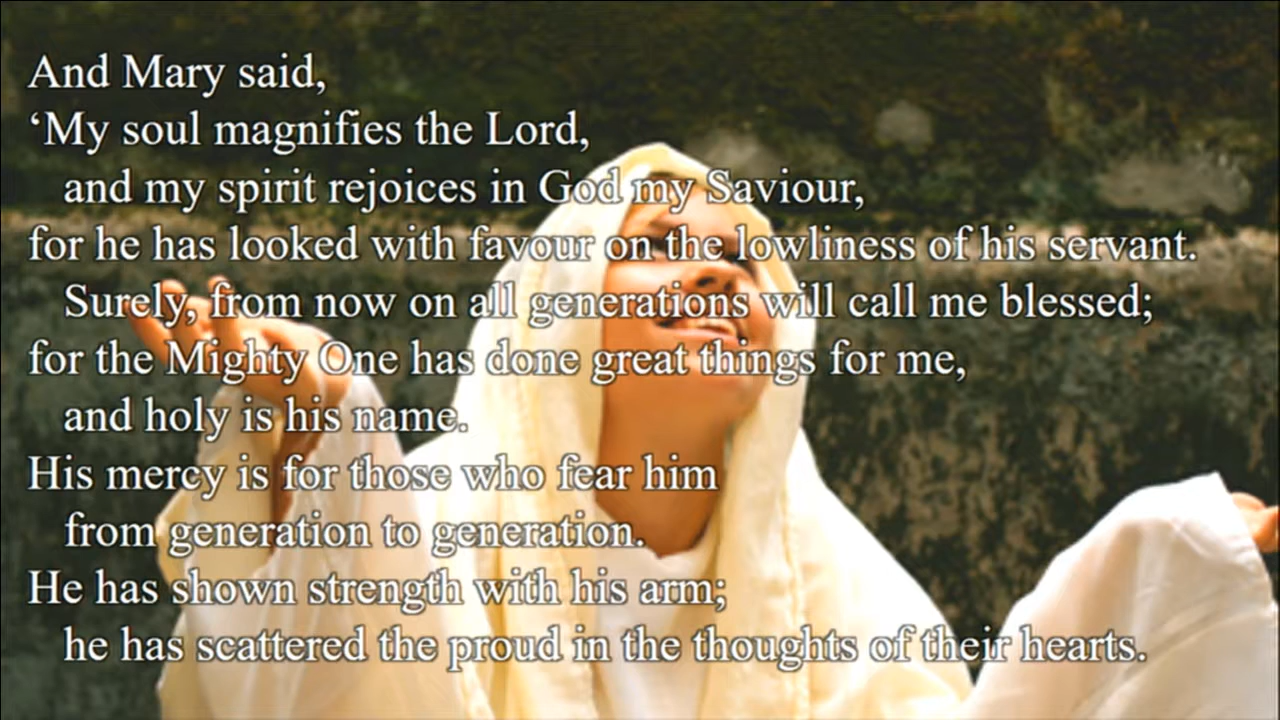 And Mary said,
‘My soul magnifies the Lord,
and my spirit rejoices in God my Saviour,
for he has looked with favour on the lowliness of his servant.
Surely, from now on all generations will call me blessed;
for the Mighty One has done great things for me,
and holy is his name.
His mercy is for those who fear him
from generation to generation.
He has shown strength with his arm;
he has scattered the proud in the thoughts of their hearts.